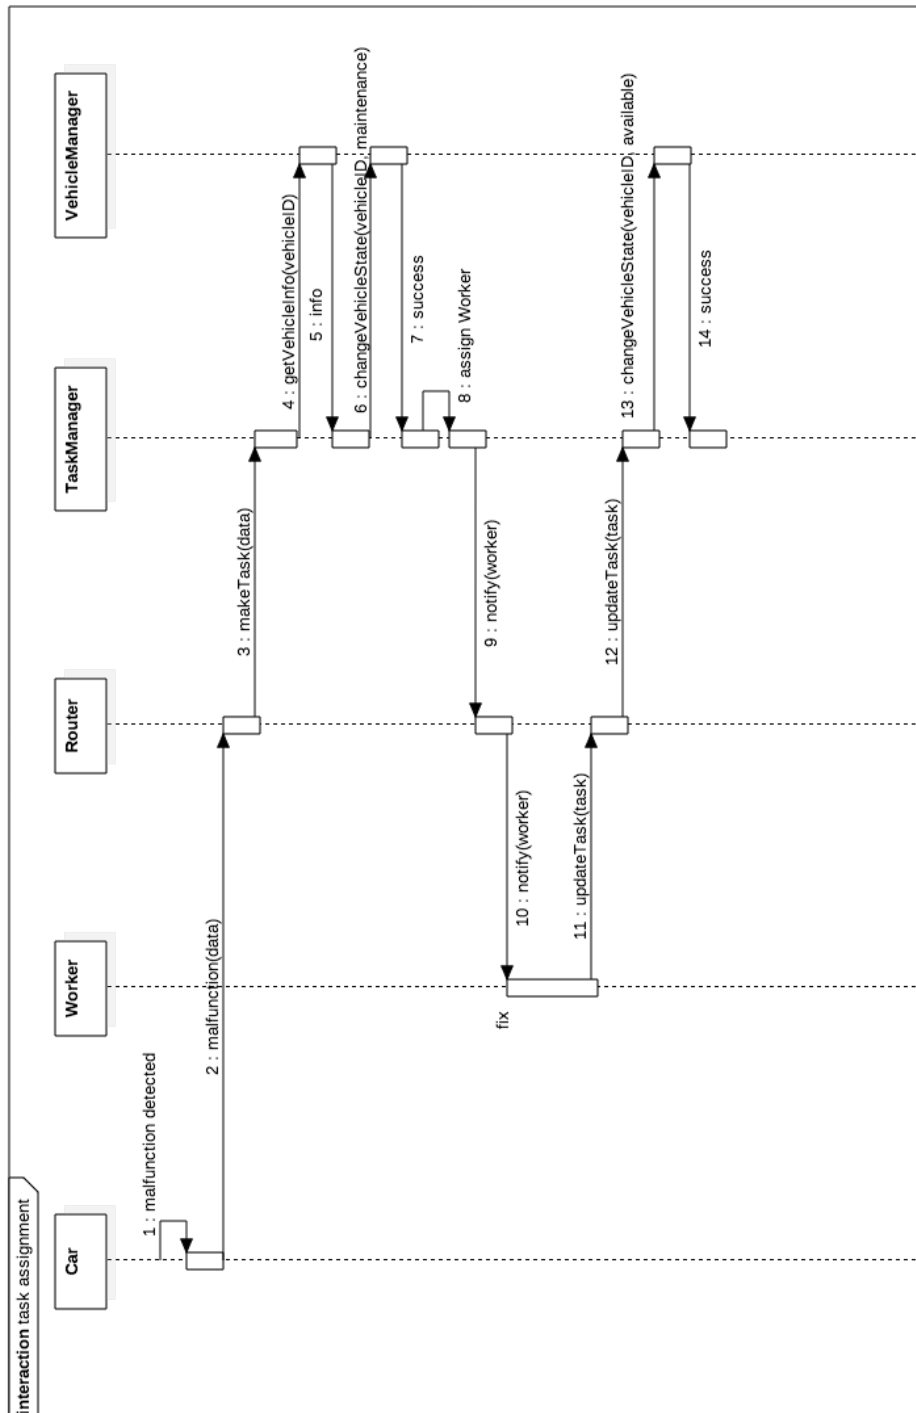 interaction task assignment
Car
Worker
Router
TaskManager
VehicleManager
1 : malfunction detected
2 : malfunction(data)
3 : makeTask(data)
4 : getVehicleInfo(vehicleID)
5 : info
6 : changeVehicleState(vehicleID, maintenance)
7 : success
8 : assign Worker
9 : notify(worker)
10 : notify(worker)
fix
11 : updateTask(task)
12 : updateTask(task)
13 : changeVehicleState(vehicleID, available)
14 : success